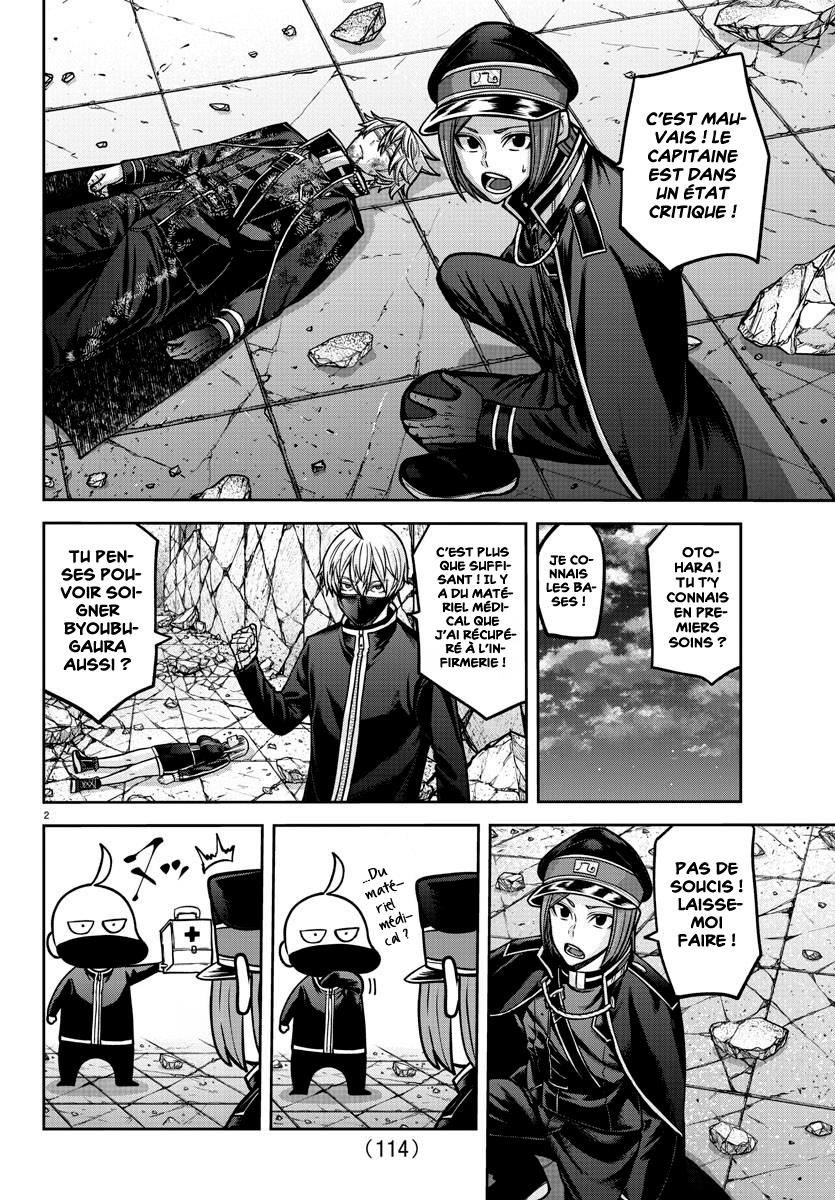 C'EST MAU-
VAIS ! LE
CAPITAINE
EST DANS
UN ÉTAT
CRITIQUE !
OTO-
HARA !
TU T'Y
CONNAIS
EN PRE-
MIERS
SOINS ?
JE CON-
NAIS
LES BA-
SES !
C'EST PLUS
QUE SUFFI-
SANT ! IL Y
A DU MATÉ-
RIEL MÉDI-
CAL QUE
J'AI RÉCUPÉ-
RÉ À L'IN-
FIRMERIE !
TU PEN-
SES POU-
VOIR SOI-
GNER
BYOUBU-
GAURA
AUSSI ?
2
PAS DE
SOUCIS !
LAISSE-
MOI
FAIRE !
...Du
maté-
riel
médi-
cal ?
(114)